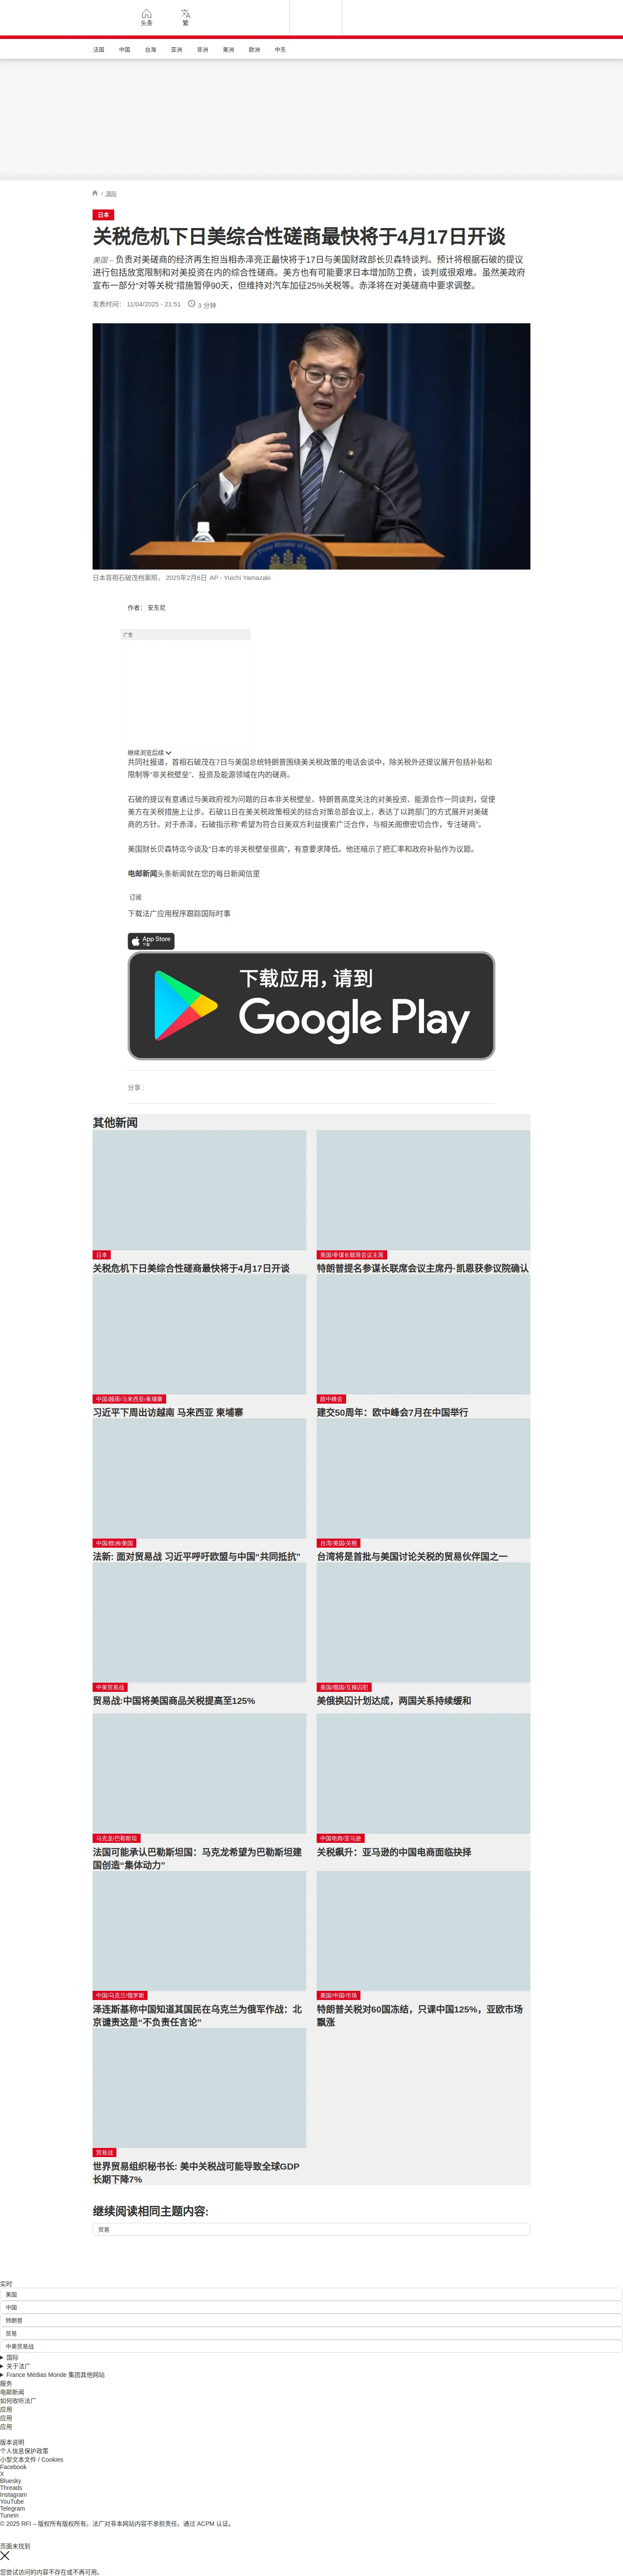 头条
繁
法国 中国 台海 亚洲 非洲 美洲 欧洲 中东
/ 国际
日本
关税危机下日美综合性磋商最快将于4月17日开谈
美国 – 负责对美磋商的经济再生担当相赤泽亮正最快将于17日与美国财政部长贝森特谈判。预计将根据石破的提议
进行包括放宽限制和对美投资在内的综合性磋商。美方也有可能要求日本增加防卫费，谈判或很艰难。虽然美政府
宣布一部分“对等关税”措施暂停90天，但维持对汽车加征25%关等。赤泽将在对美磋商中要求调整。
发表时间： 11/04/2025 - 21:51 3 分钟
日本首相石破茂档案照， 2025年2月6日 AP - Yuichi Yamazaki
作者： 安东尼
广告
继续浏览后续
共同社报道，首相石破茂在7日与美国总统特朗普围绕美关税政策的电话会谈中，除关税外还提议展开包括补贴和
限制等“非关税壁垒”、投资及能源领域在内的磋商。
石破的提议有意通过与美政府视为问题的日本非关税壁垒、特朗普高度关注的对美投资、能源合作一同谈判，促使
美方在关税措施上让步。石破11日在美关税政策相关的综合对策总部会议上，表达了以跨部门的方式展开对美磋
商的方针。对于赤泽，石破指示称“希望为符合日美双方利益摸索广泛合作，与相关阁僚密切合作，专注磋商”。
美国财长贝森特迄今谈及“日本的非关税壁垒很高”，有意要求降低。他还暗示了把汇率和政府补贴作为议题。
电邮新闻头条新闻就在您的每日新闻信里
订阅
下载法广应用程序跟踪国际时事
App Store
下载
下载应用，请到
Google Play
分享 :
其他新闻
日本
关税危机下日美综合性磋商最快将于4月17日开谈
美国/参谋长联席会议主席
特朗普提名参谋长联席会议主席丹·凯恩获参议院确认
中国/越南/马来西亚/柬埔寨
习近平下周出访越南 马来西亚 柬埔寨
欧中峰会
建交50周年：欧中峰会7月在中国举行
中国/欧洲/美国
法新: 面对贸易战 习近平呼吁欧盟与中国“共同抵抗”
台湾/美国/关税
台湾将是首批与美国讨论关税的贸易伙伴国之一
中美贸易战
贸易战:中国将美国商品关税提高至125%
美国/俄国/互换囚犯
美俄换囚计划达成，两国关系持续缓和
马克龙/巴勒斯坦
法国可能承认巴勒斯坦国：马克龙希望为巴勒斯坦建
国创造“集体动力”
中国电商/亚马逊
关税飙升：亚马逊的中国电商面临抉择
中国/乌克兰/俄罗斯
泽连斯基称中国知道其国民在乌克兰为俄军作战：北
京谴责这是“不负责任言论”
美国/中国/市场
特朗普关税对60国冻结，只课中国125%，亚欧市场
飘涨
贸易战
世界贸易组织秘书长: 美中关税战可能导致全球GDP
长期下降7%
继续阅读相同主题内容:
贸易
实时
美国
中国
特朗普
贸易
中美贸易战
国际
关于法广
France Médias Monde 集团其他网站
服务
电邮新闻
如何收听法广
应用
应用
应用
版本说明
个人信息保护政策
小型文本文件 / Cookies
Facebook
X
Bluesky
Threads
Instagram
YouTube
Telegram
TuneIn
© 2025 RFI – 版权所有版权所有。法广对非本网站内容不承担责任。通过 ACPM 认证。
页面未找到
您尝试访问的内容不存在或不再可用。